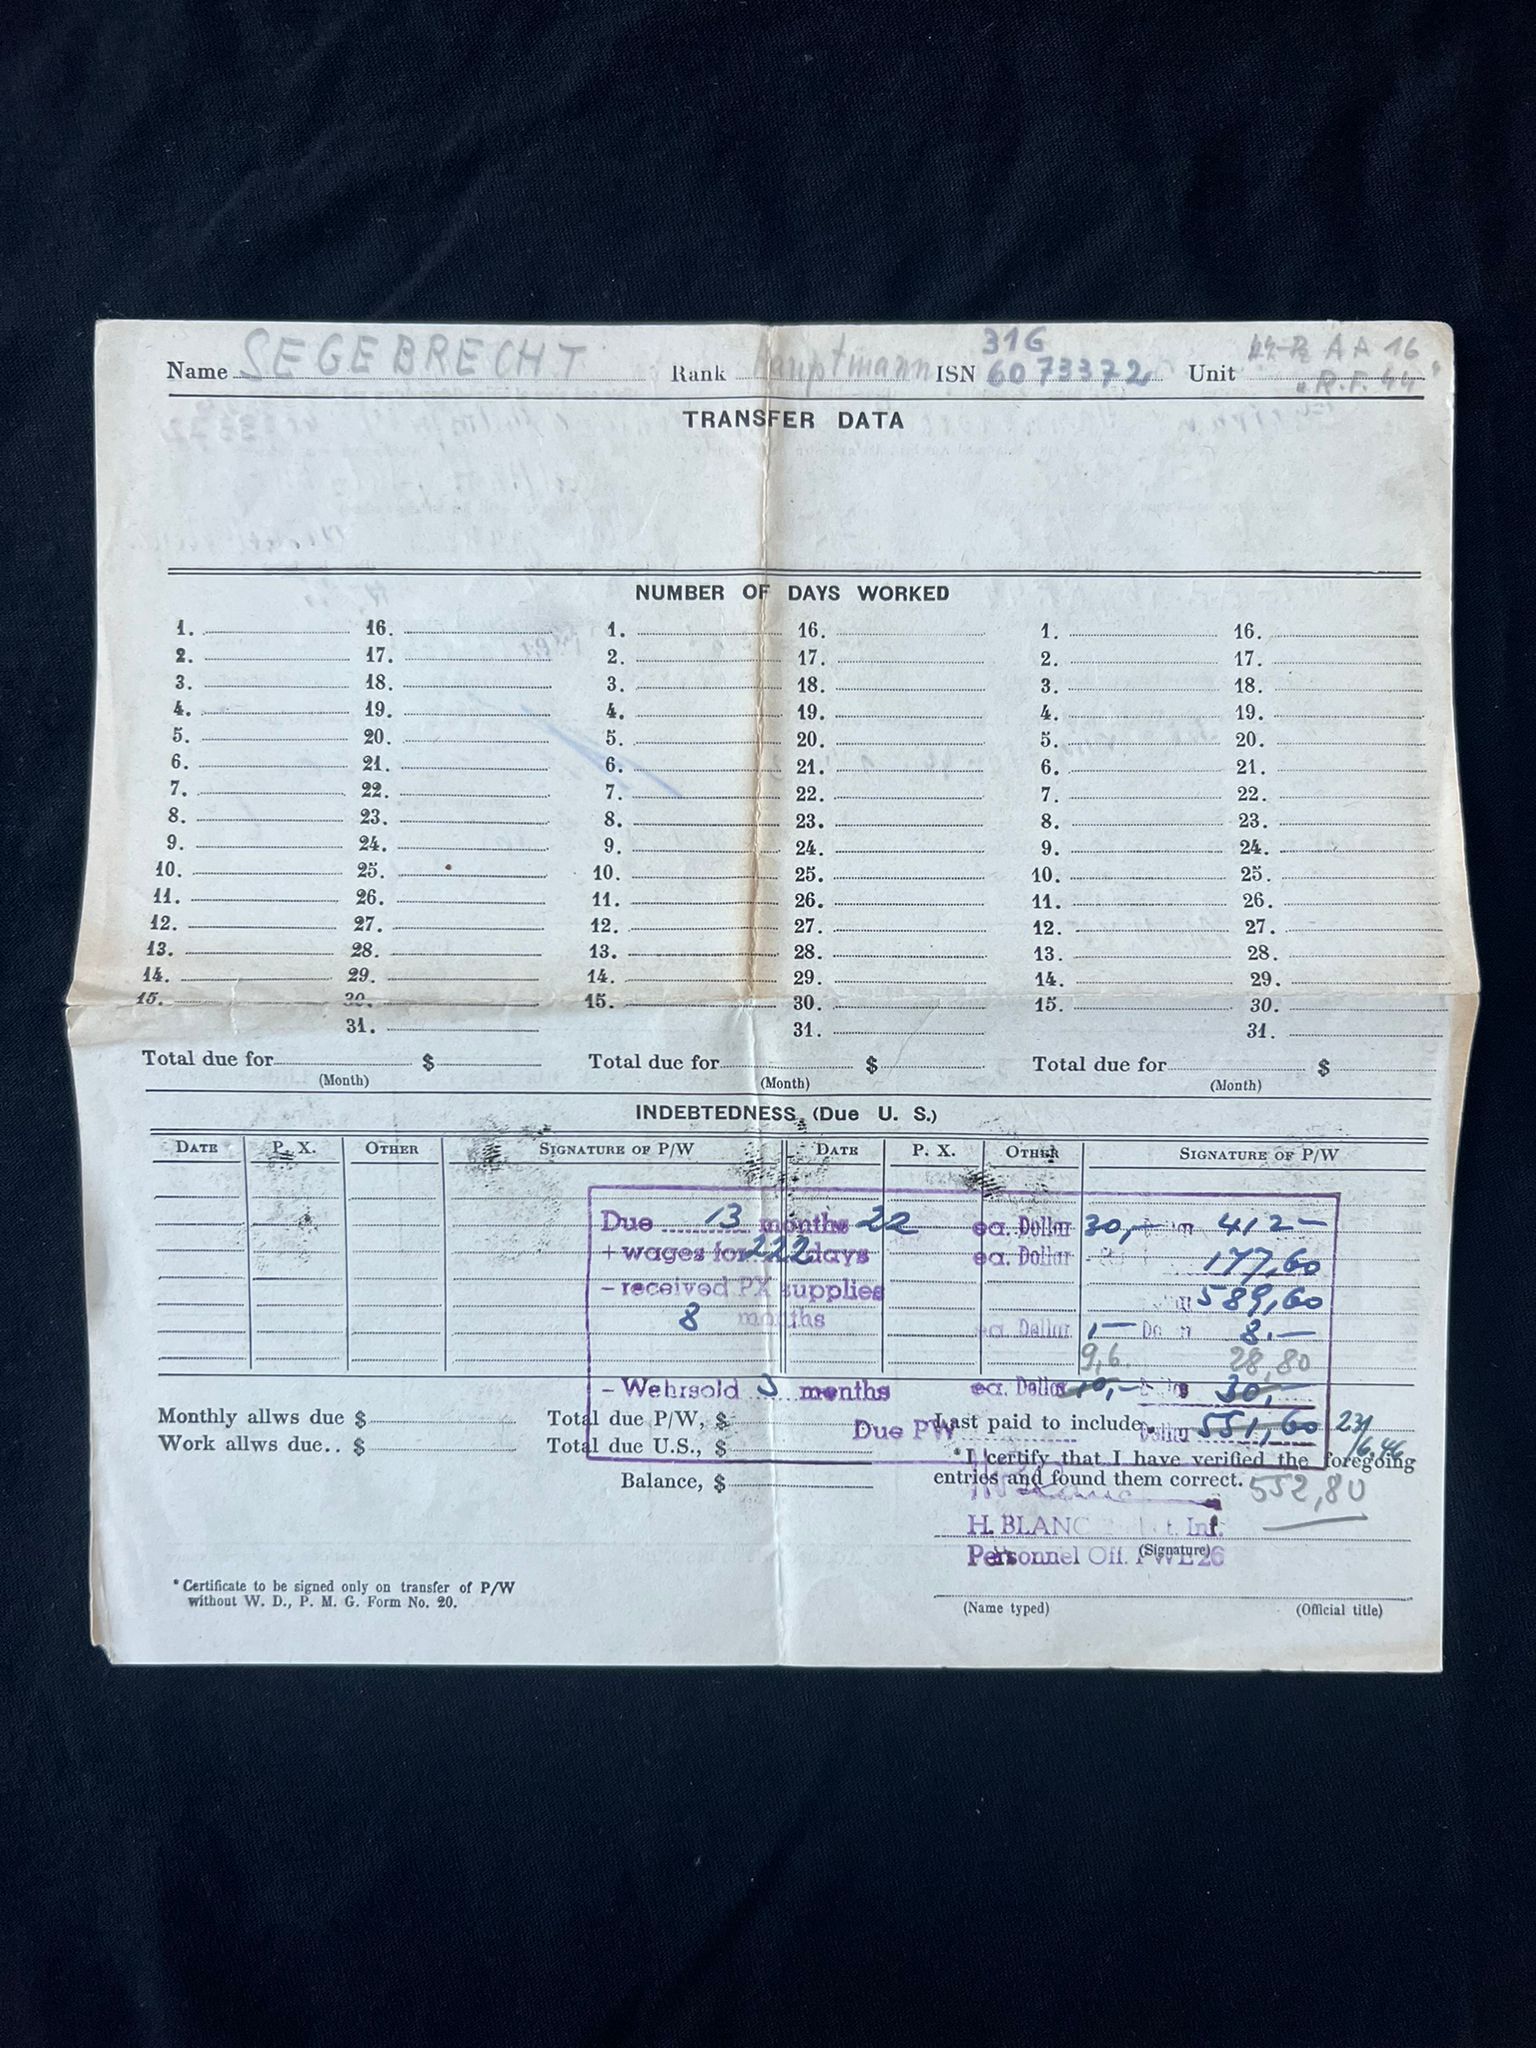 Name SEGEBRECHT Rank Hauptmann ISN 31G 6073372 Unit AA 16
"R.F. 44"
TRANSFER DATA
NUMBER OF DAYS WORKED
1. 16. 1. 16. 1. 16.
2. 17. 2. 17. 2. 17.
3. 18. 3. 18. 3. 18.
4. 19. 4. 19. 4. 19.
5. 20. 5. 20. 5. 20.
6. 21. 6. 21. 6. 21.
7. 22. 7. 22. 7. 22.
8. 23. 8. 23. 8. 23.
9. 24. 9. 24. 9. 24.
10. 25. 10. 25. 10. 25.
11. 26. 11. 26. 11. 26.
12. 27. 12. 27. 12. 27.
13. 28. 13. 28. 13. 28.
14. 29. 14. 29. 14. 29.
15. 30. 15. 30. 15. 30.
31. 31. 31.
Total due for $ Total due for $ Total due for $
(Month) (Month) (Month)
INDEBTEDNESS (Due U. S.)
DATE P. X. OTHER SIGNATURE OF P/W DATE P. X. OTHER SIGNATURE OF P/W
Due 13 months 22 ea. Dollar 30,— 412—
+ wages for 222 days ea. Dollar 177,60
- received PX supplies 589,60
8 months ea. Dollar 1— 8.—
9,6. 28,80
- Wehrsold 3 months ea. Dollar 10,— 30,—
Due PW Dollar 551,60 23/6.46
Monthly allws due $ Total due P/W, $ Last paid to include
Work allws due.. $ Total due U.S., $ *I certify that I have verified the foregoing
Balance, $ entries and found them correct. 552,80
H. BLANC Inf.
(Signature)
Personnel Off. PWE 26
* Certificate to be signed only on transfer of P/W
without W. D., P. M. G. Form No. 20.
(Name typed) (Official title)